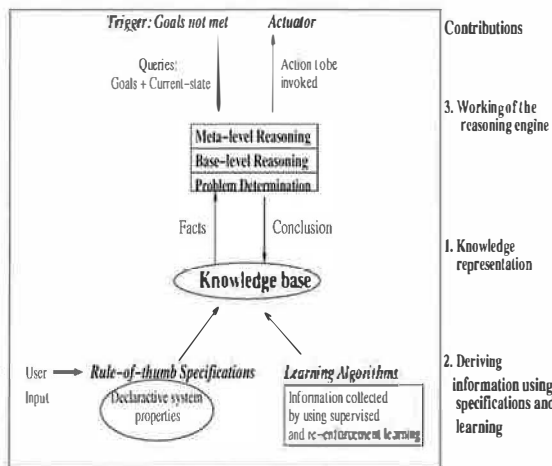 Trigger: Goals not met
Actuator
Contributions
Queries:
Goals + Current-state
Action to be
invoked
3. Working of the
reasoning engine
Meta-level Reasoning
Base-level Reasoning
Problem Determination
Facts
Conclusion
1. Knowledge
representation
Knowledge base
User
Input
Rule-of-thumb Specifications
Learning Algorithms
2. Deriving
information using
specifications and
learning
Declaractive system
properties
Information collected
by using supervised
and re-enforcement learning